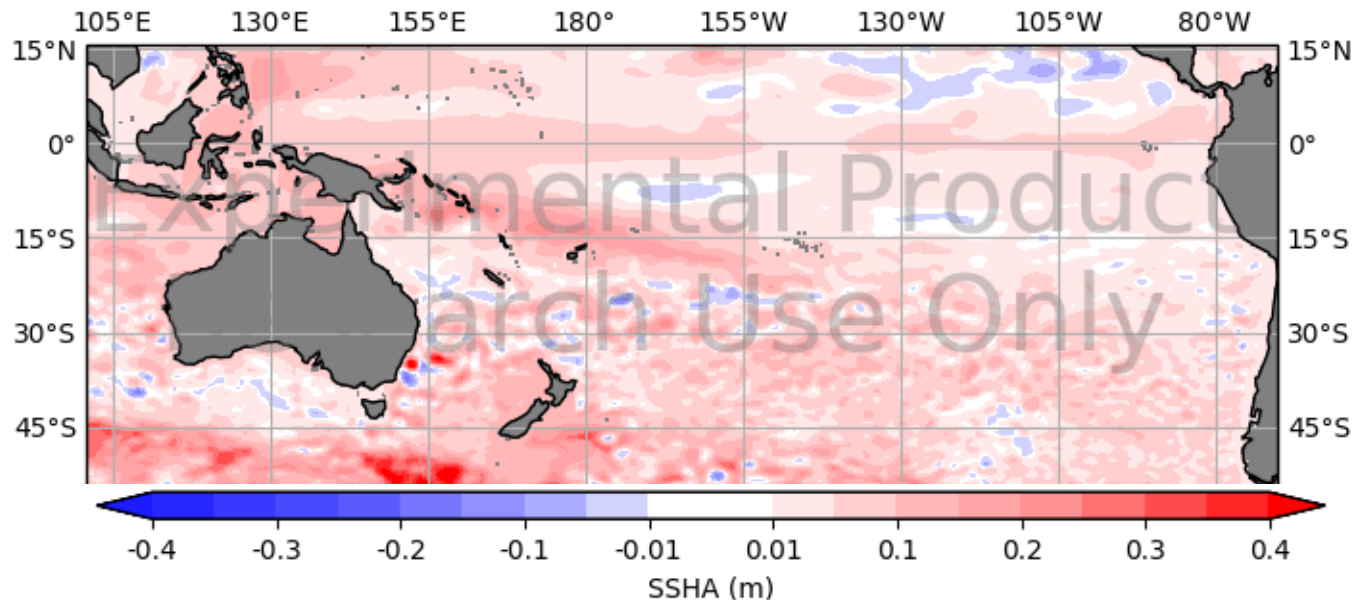 105°E 130°E 155°E 180° 155°W 130°W 105°W 80°W
15°N 15°N
0° 0°
Experimental Product
15°S 15°S
arch Use Only
30°S 30°S
45°S 45°S
-0.4 -0.3 -0.2 -0.1 -0.01 0.01 0.1 0.2 0.3 0.4
SSHA (m)